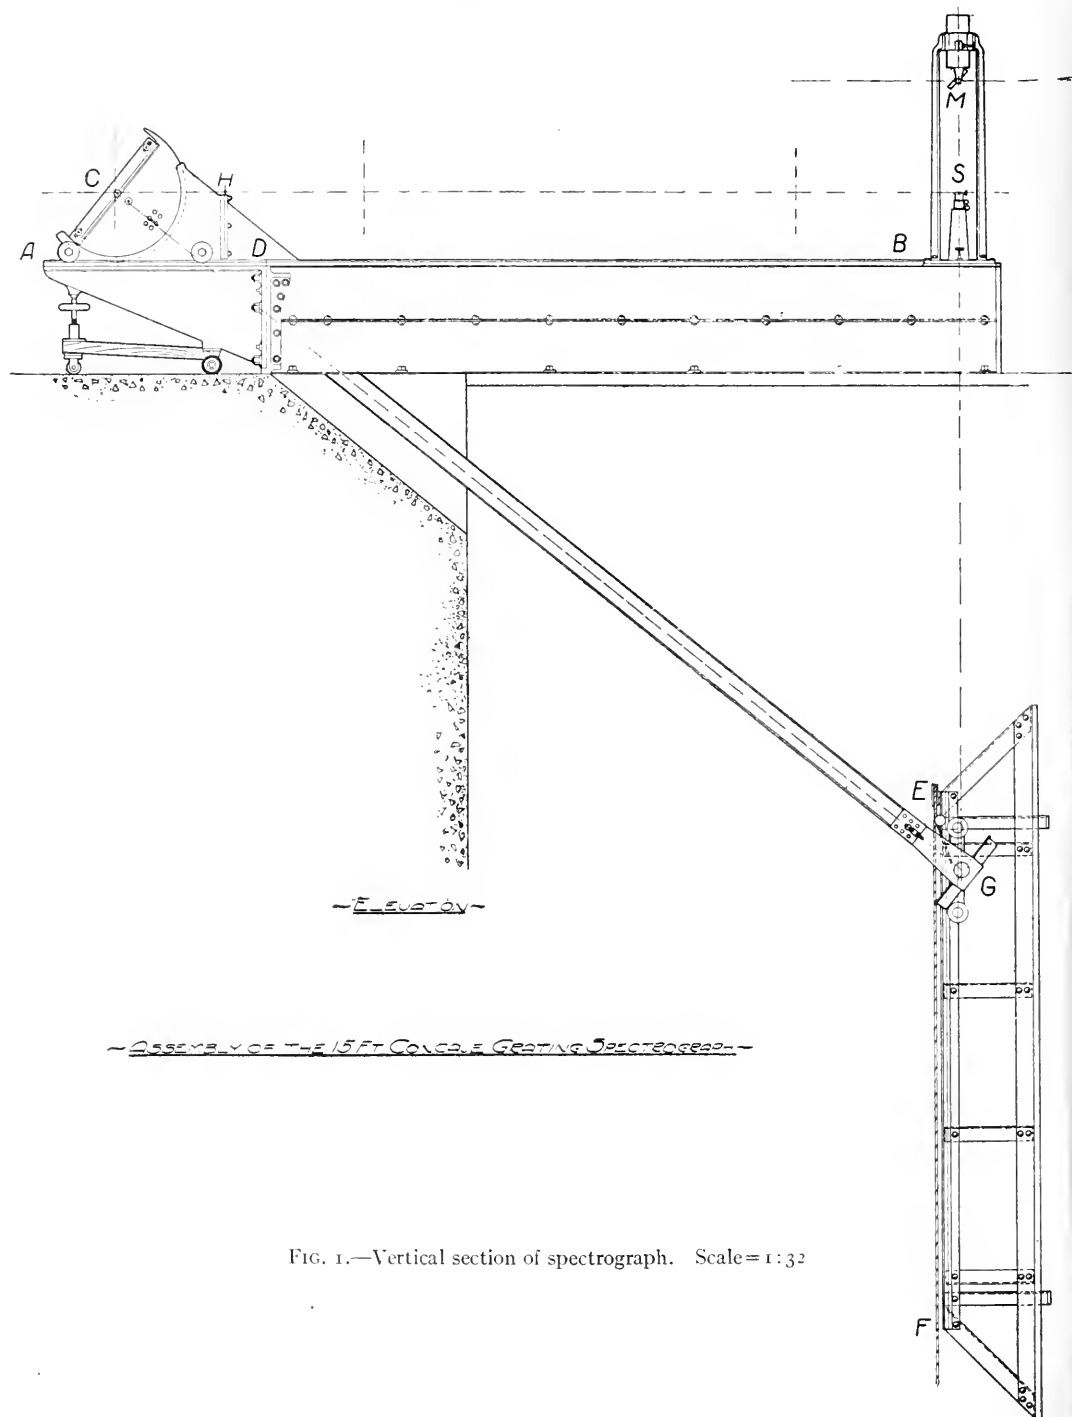 M
C H S
A D B
E
G
~ELEVATION~
~ASSEMBLY OF THE 15 FT CONCAVE GRATING SPECTROGRAPH~
FIG. 1.—Vertical section of spectrograph. Scale=1:32
F